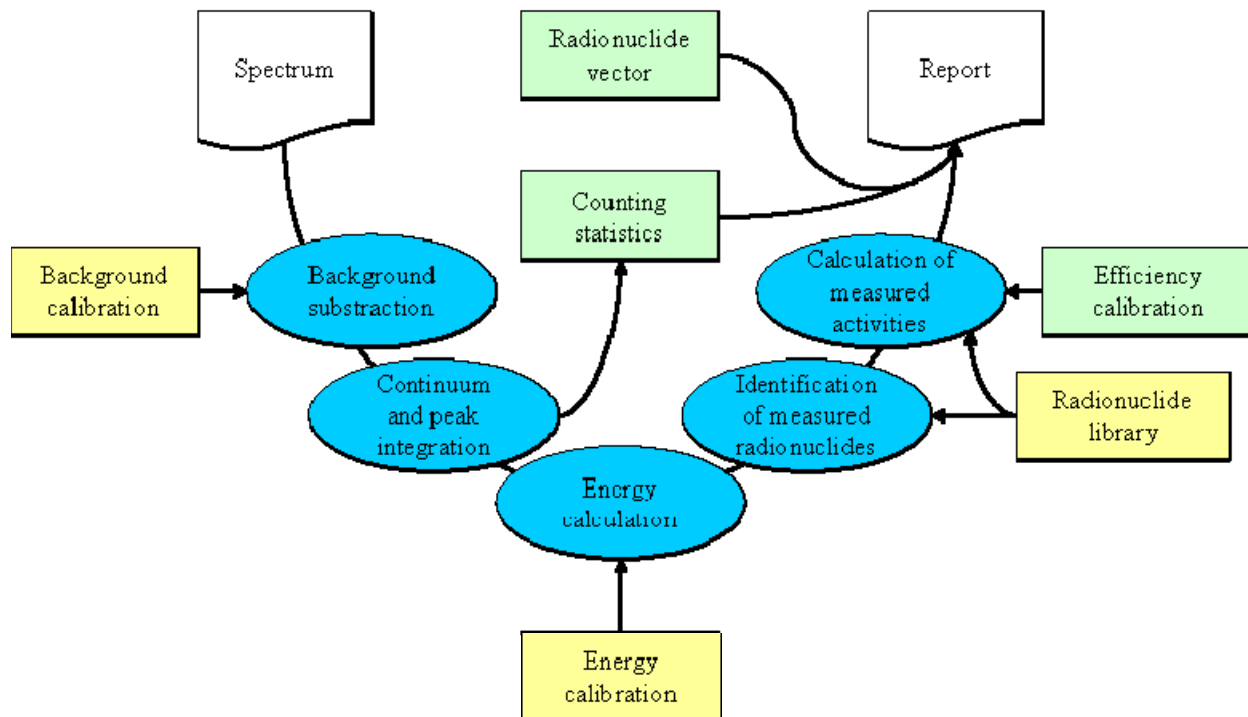 Spectrum
Radionuclide
vector
Report
Counting
statistics
Background
calibration
Background
substraction
Calculation of
measured
activities
Efficiency
calibration
Continuum
and peak
integration
Identification
of measured
radionuclides
Radionuclide
library
Energy
calculation
Energy
calibration